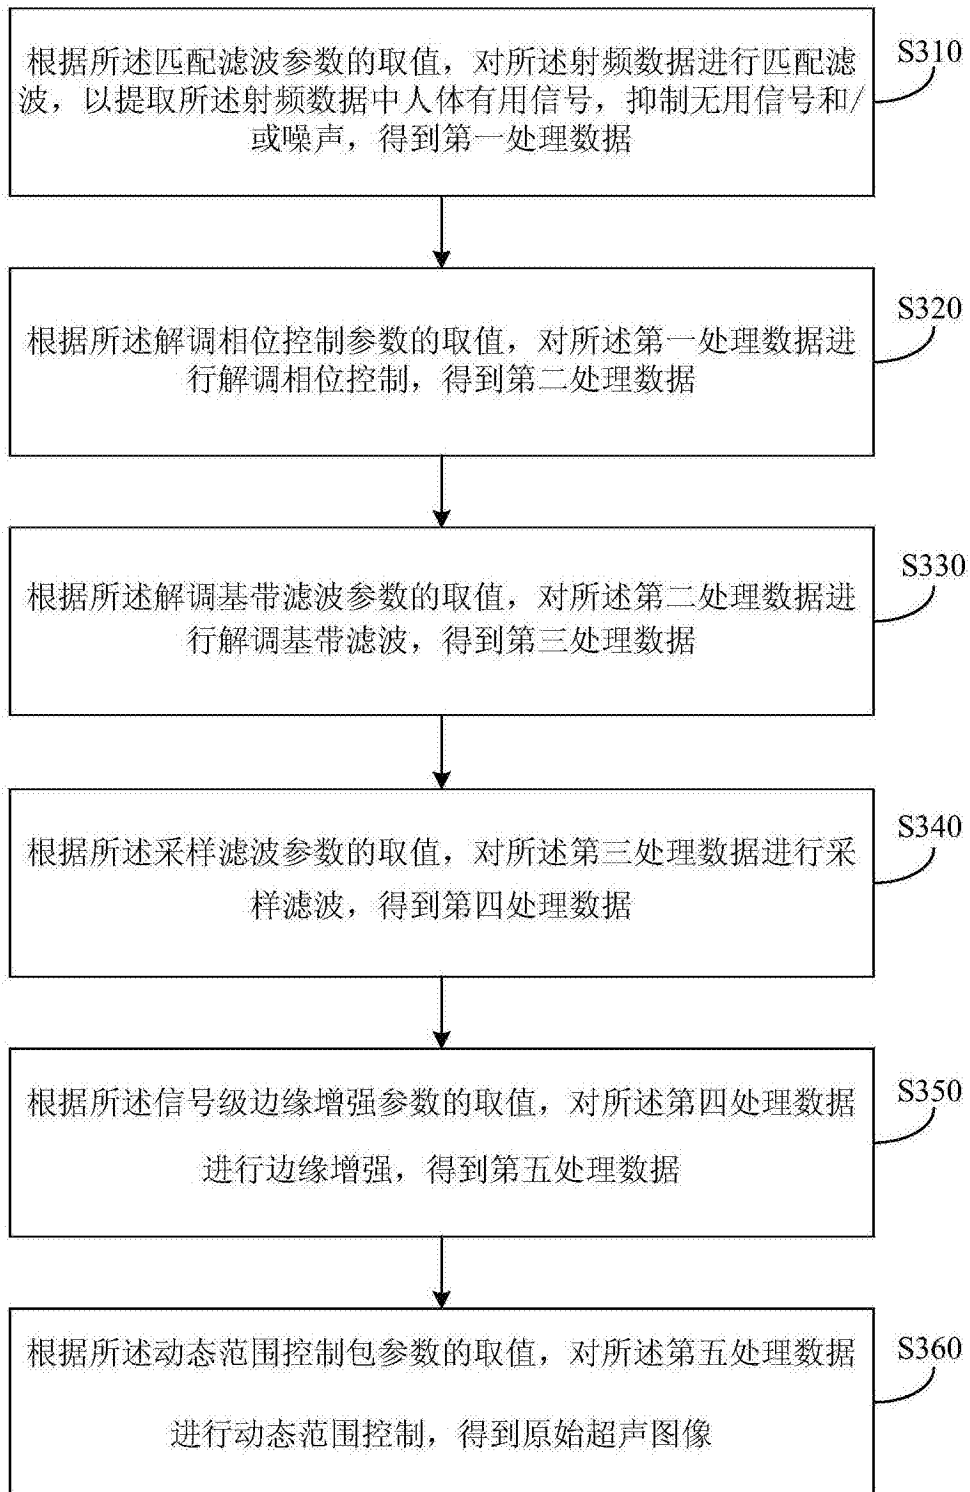 根据所述匹配滤波参数的取值，对所述射频数据进行匹配滤
波，以提取所述射频数据中人体有用信号，抑制无用信号和/
或噪声，得到第一处理数据
S310
根据所述解调相位控制参数的取值，对所述第一处理数据进
行解调相位控制，得到第二处理数据
S320
根据所述解调基带滤波参数的取值，对所述第二处理数据进
行解调基带滤波，得到第三处理数据
S330
根据所述采样滤波参数的取值，对所述第三处理数据进行采
样滤波，得到第四处理数据
S340
根据所述信号级边缘增强参数的取值，对所述第四处理数据
进行边缘增强，得到第五处理数据
S350
根据所述动态范围控制包参数的取值，对所述第五处理数据
进行动态范围控制，得到原始超声图像
S360